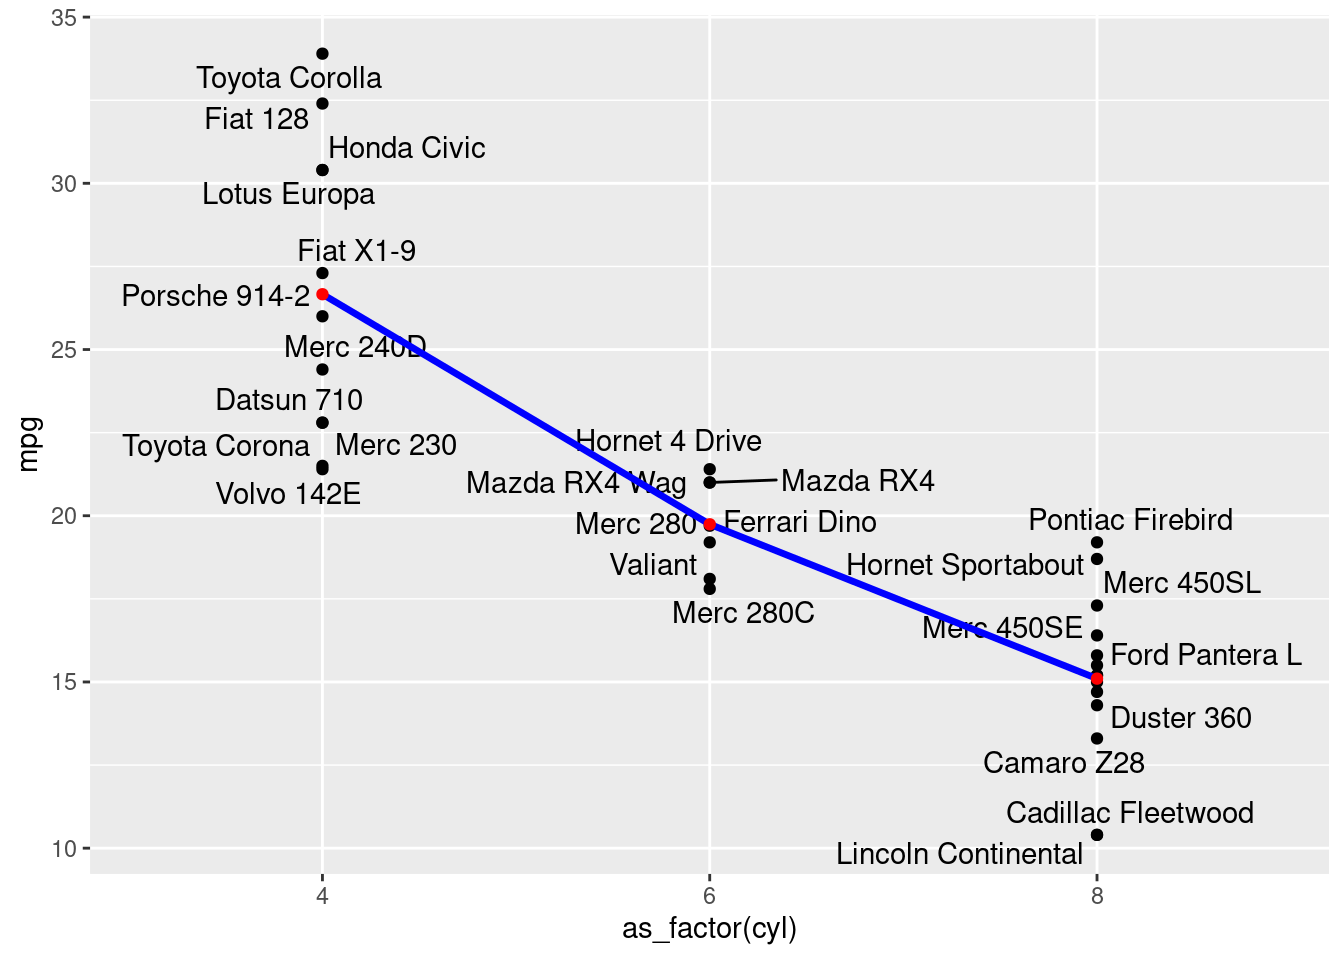 35
Toyota Corolla
Fiat 128
Honda Civic
30
Lotus Europa
Fiat X1-9
Porsche 914-2
25
Merc 240D
Datsun 710
mpg
Toyota Corona
Merc 230
Hornet 4 Drive
Volvo 142E
Mazda RX4 Wag
Mazda RX4
20
Merc 280
Ferrari Dino
Pontiac Firebird
Valiant
Hornet Sportabout
Merc 450SL
Merc 280C
Merc 450SE
Ford Pantera L
15
Duster 360
Camaro Z28
Cadillac Fleetwood
10
Lincoln Continental
4
6
8
as_factor(cyl)